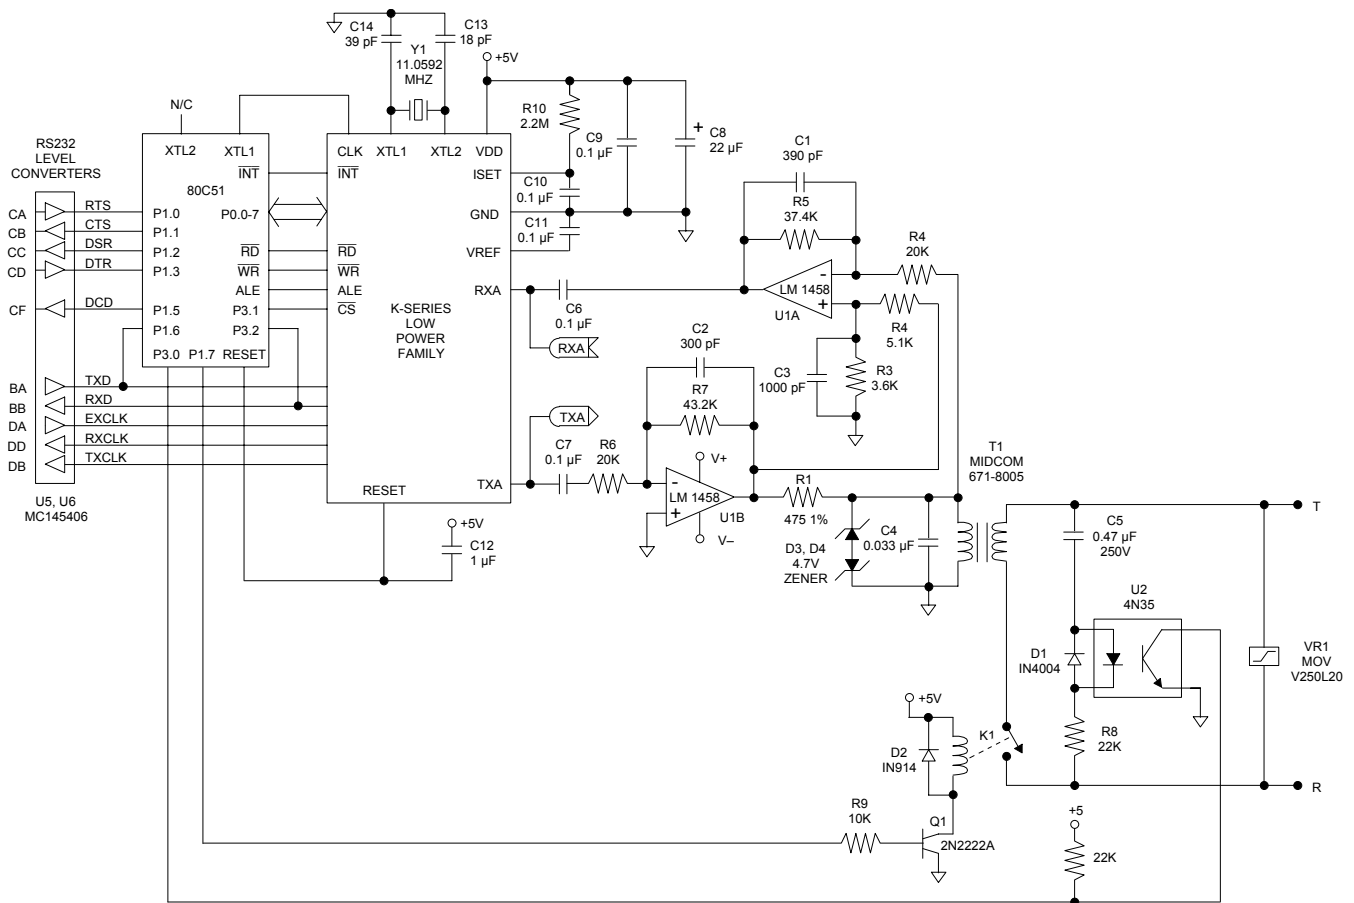 C14
39 pF
C13
18 pF
Y1
11.0592
MHZ
+5V
N/C
R10
2.2M
C9
0.1 µF
C8
22 µF
+
C1
390 pF
RS232
LEVEL
CONVERTERS
XTL2
XTL1
INT
80C51
CLK
XTL1
XTL2
VDD
INT
ISET
C10
0.1 µF
R5
37.4K
CA
RTS
P1.0
P0.0-7
GND
CB
CTS
P1.1
C11
0.1 µF
CC
DSR
P1.2
RD
RD
VREF
R4
20K
CD
DTR
P1.3
WR
WR
ALE
ALE
RXA
-
LM 1458
+
U1A
CF
DCD
P1.5
P3.1
CS
K-SERIES
LOW
POWER
FAMILY
C6
0.1 µF
R4
5.1K
P1.6
P3.2
RXA
C2
300 pF
P3.0
P1.7
RESET
C3
1000 pF
R3
3.6K
BA
TXD
R7
43.2K
BB
RXD
TXA
DA
EXCLK
DD
RXCLK
C7
0.1 µF
R6
20K
T1
MIDCOM
671-8005
DB
TXCLK
V+
RESET
TXA
-
LM 1458
+
U1B
V–
R1
475 1%
U5, U6
MC145406
+5V
C12
1 µF
D3, D4
4.7V
ZENER
C4
0.033 µF
C5
0.47 µF
250V
T
U2
4N35
D1
IN4004
VR1
MOV
V250L20
+5V
K1
R8
22K
D2
IN914
R
R9
10K
Q1
2N2222A
+5
22K